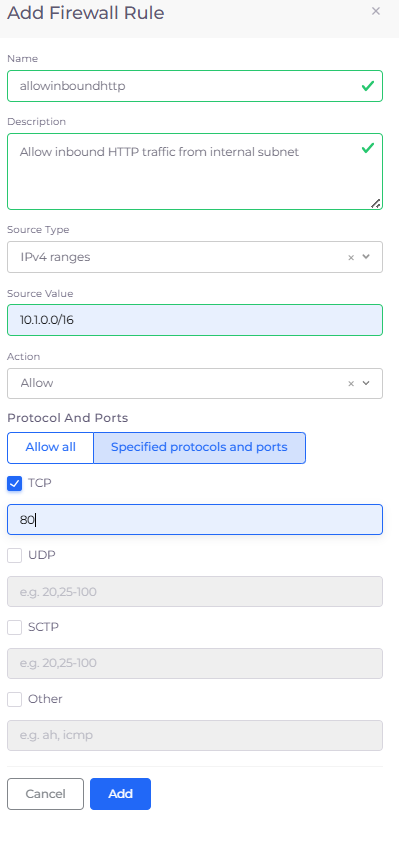 Add Firewall Rule
×
Name
allowinboundhttp
Description
Allow inbound HTTP traffic from internal subnet
Source Type
IPv4 ranges ×
Source Value
10.1.0.0/16
Action
Allow ×
Protocol And Ports
Allow all Specified protocols and ports
TCP
80
UDP
e.g. 20,25-100
SCTP
e.g. 20,25-100
Other
e.g. ah, icmp
Cancel Add